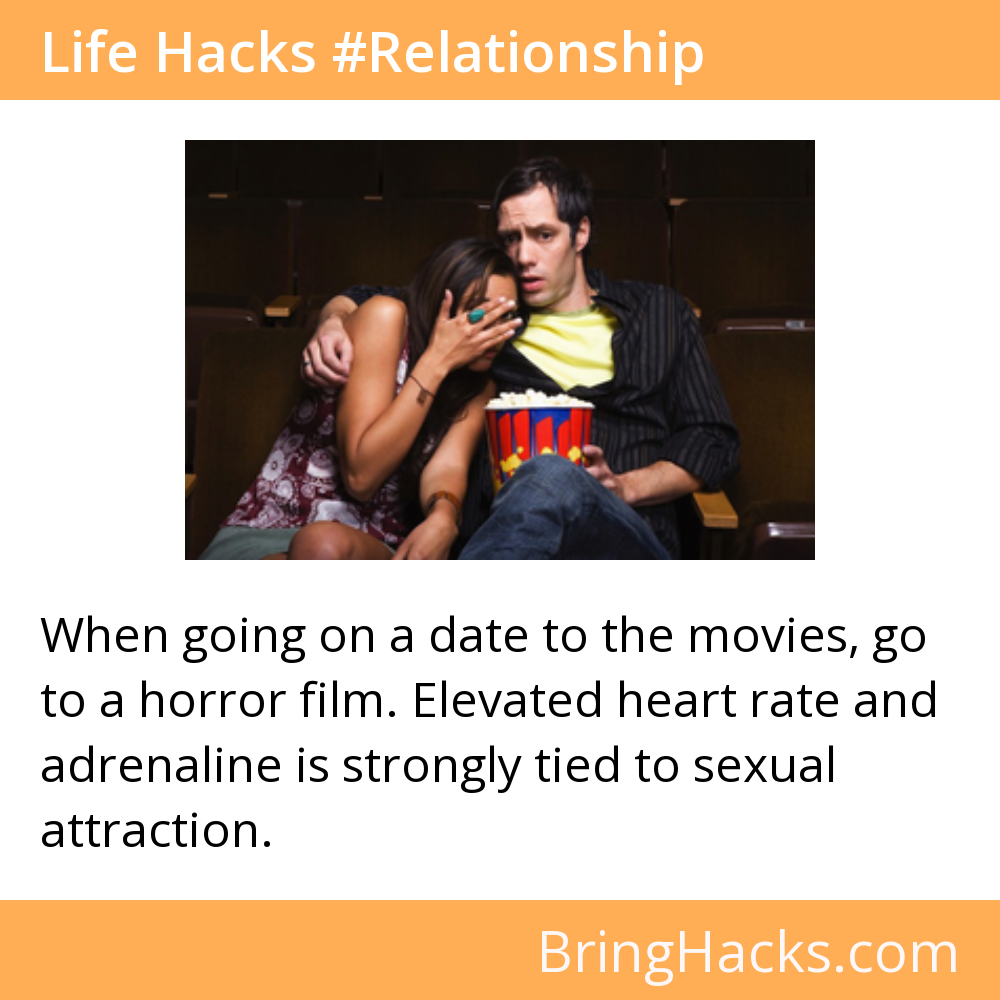 Life Hacks #Relationship
When going on a date to the movies, go
to a horror film. Elevated heart rate and
adrenaline is strongly tied to sexual
attraction.
BringHacks.com